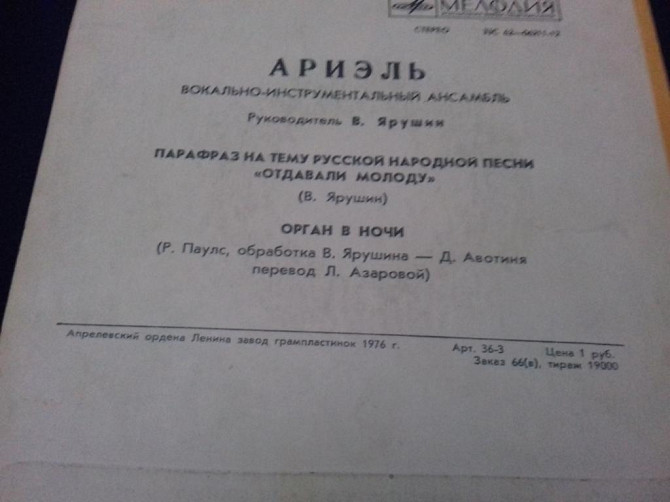 МЕЛОДИЯ
СТЕРЕО
АРИЭЛЬ
ВОКАЛЬНО-ИНСТРУМЕНТАЛЬНЫЙ АНСАМБЛЬ
Руководитель В. Ярушин
ПАРАФРАЗ НА ТЕМУ РУССКОЙ НАРОДНОЙ ПЕСНИ
«ОТДАВАЛИ МОЛОДУ»
(В. Ярушин)
ОРГАН В НОЧИ
(Р. Паулс, обработка В. Ярушина — Д. Авотиня
перевод Л. Азаровой)
Апрелевский ордена Ленина завод грампластинок 1976 г. Арт. 36-3 Цена 1 руб.
Заказ 66(в), тираж 19000